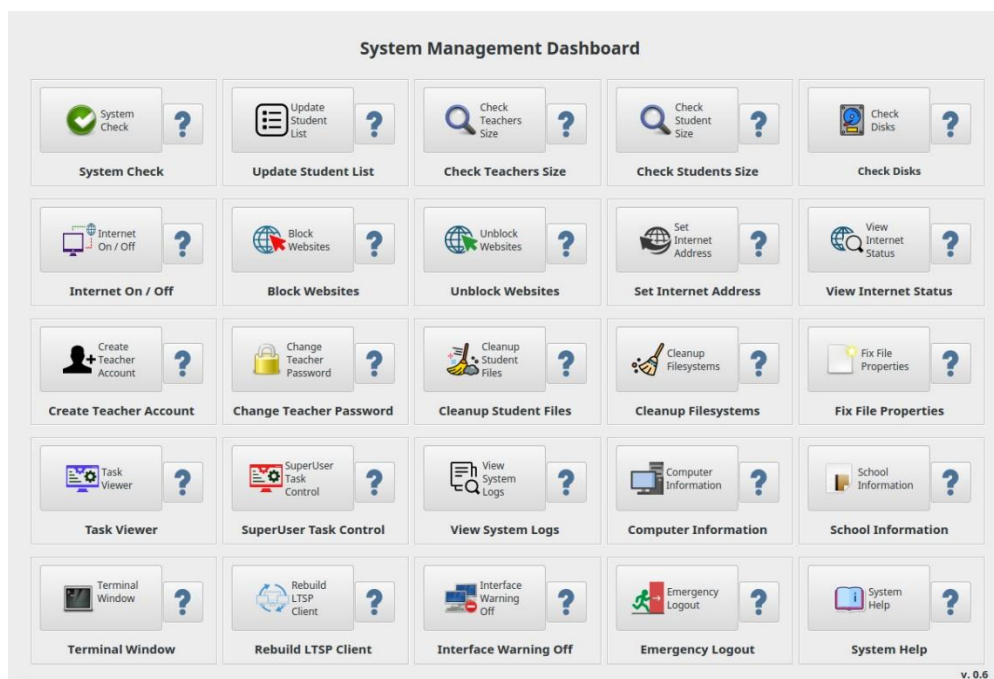 System Management Dashboard
System
Check
?
System Check
Update
Student
List
?
Update Student List
Check
Teachers
Size
?
Check Teachers Size
Check
Student
Size
?
Check Students Size
Check
Disks
?
Check Disks
Internet
On / Off
?
Internet On / Off
Block
Websites
?
Block Websites
Unblock
Websites
?
Unblock Websites
Set
Internet
Address
?
Set Internet Address
View
Internet
Status
?
View Internet Status
Create
Teacher
Account
?
Create Teacher Account
Change
Teacher
Password
?
Change Teacher Password
Cleanup
Student
Files
?
Cleanup Student Files
Cleanup
Filesystems
?
Cleanup Filesystems
Fix File
Properties
?
Fix File Properties
Task
Viewer
?
Task Viewer
SuperUser
Task
Control
?
SuperUser Task Control
View
System
Logs
?
View System Logs
Computer
Information
?
Computer Information
School
Information
?
School Information
Terminal
Window
?
Terminal Window
Rebuild
LTSP
Client
?
Rebuild LTSP Client
Interface
Warning
Off
?
Interface Warning Off
Emergency
Logout
?
Emergency Logout
System
Help
?
System Help
v. 0.6